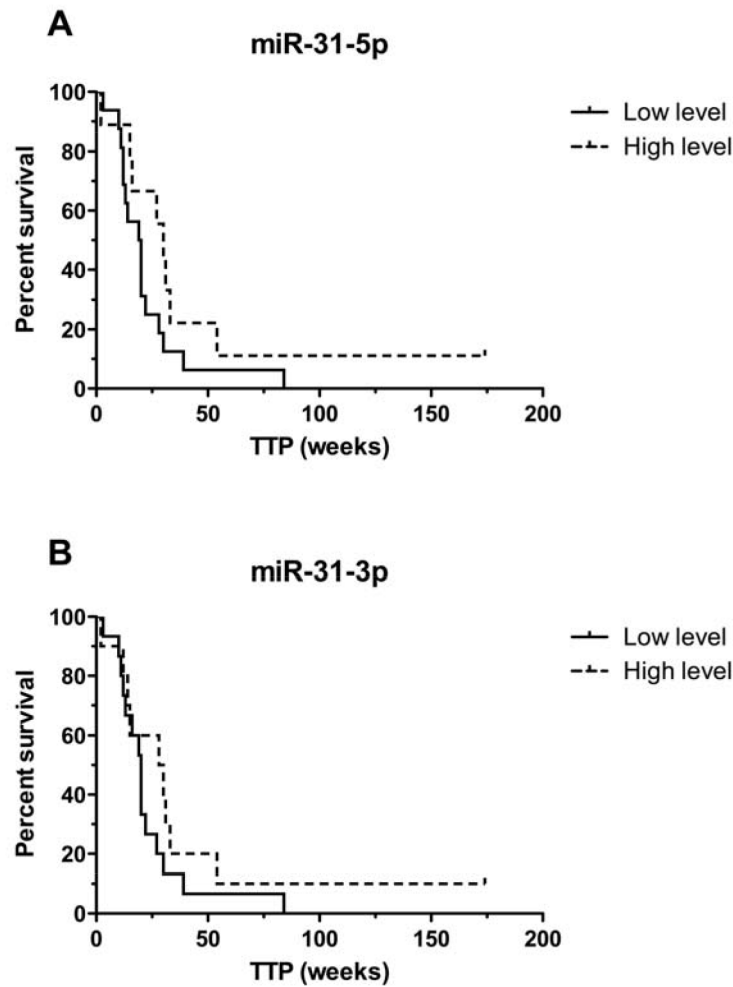 A
miR-31-5p
100
80
60
40
20
0
Percent survival
0 50 100 150 200
TTP (weeks)
Low level
High level
B
miR-31-3p
100
80
60
40
20
0
Percent survival
0 50 100 150 200
TTP (weeks)
Low level
High level